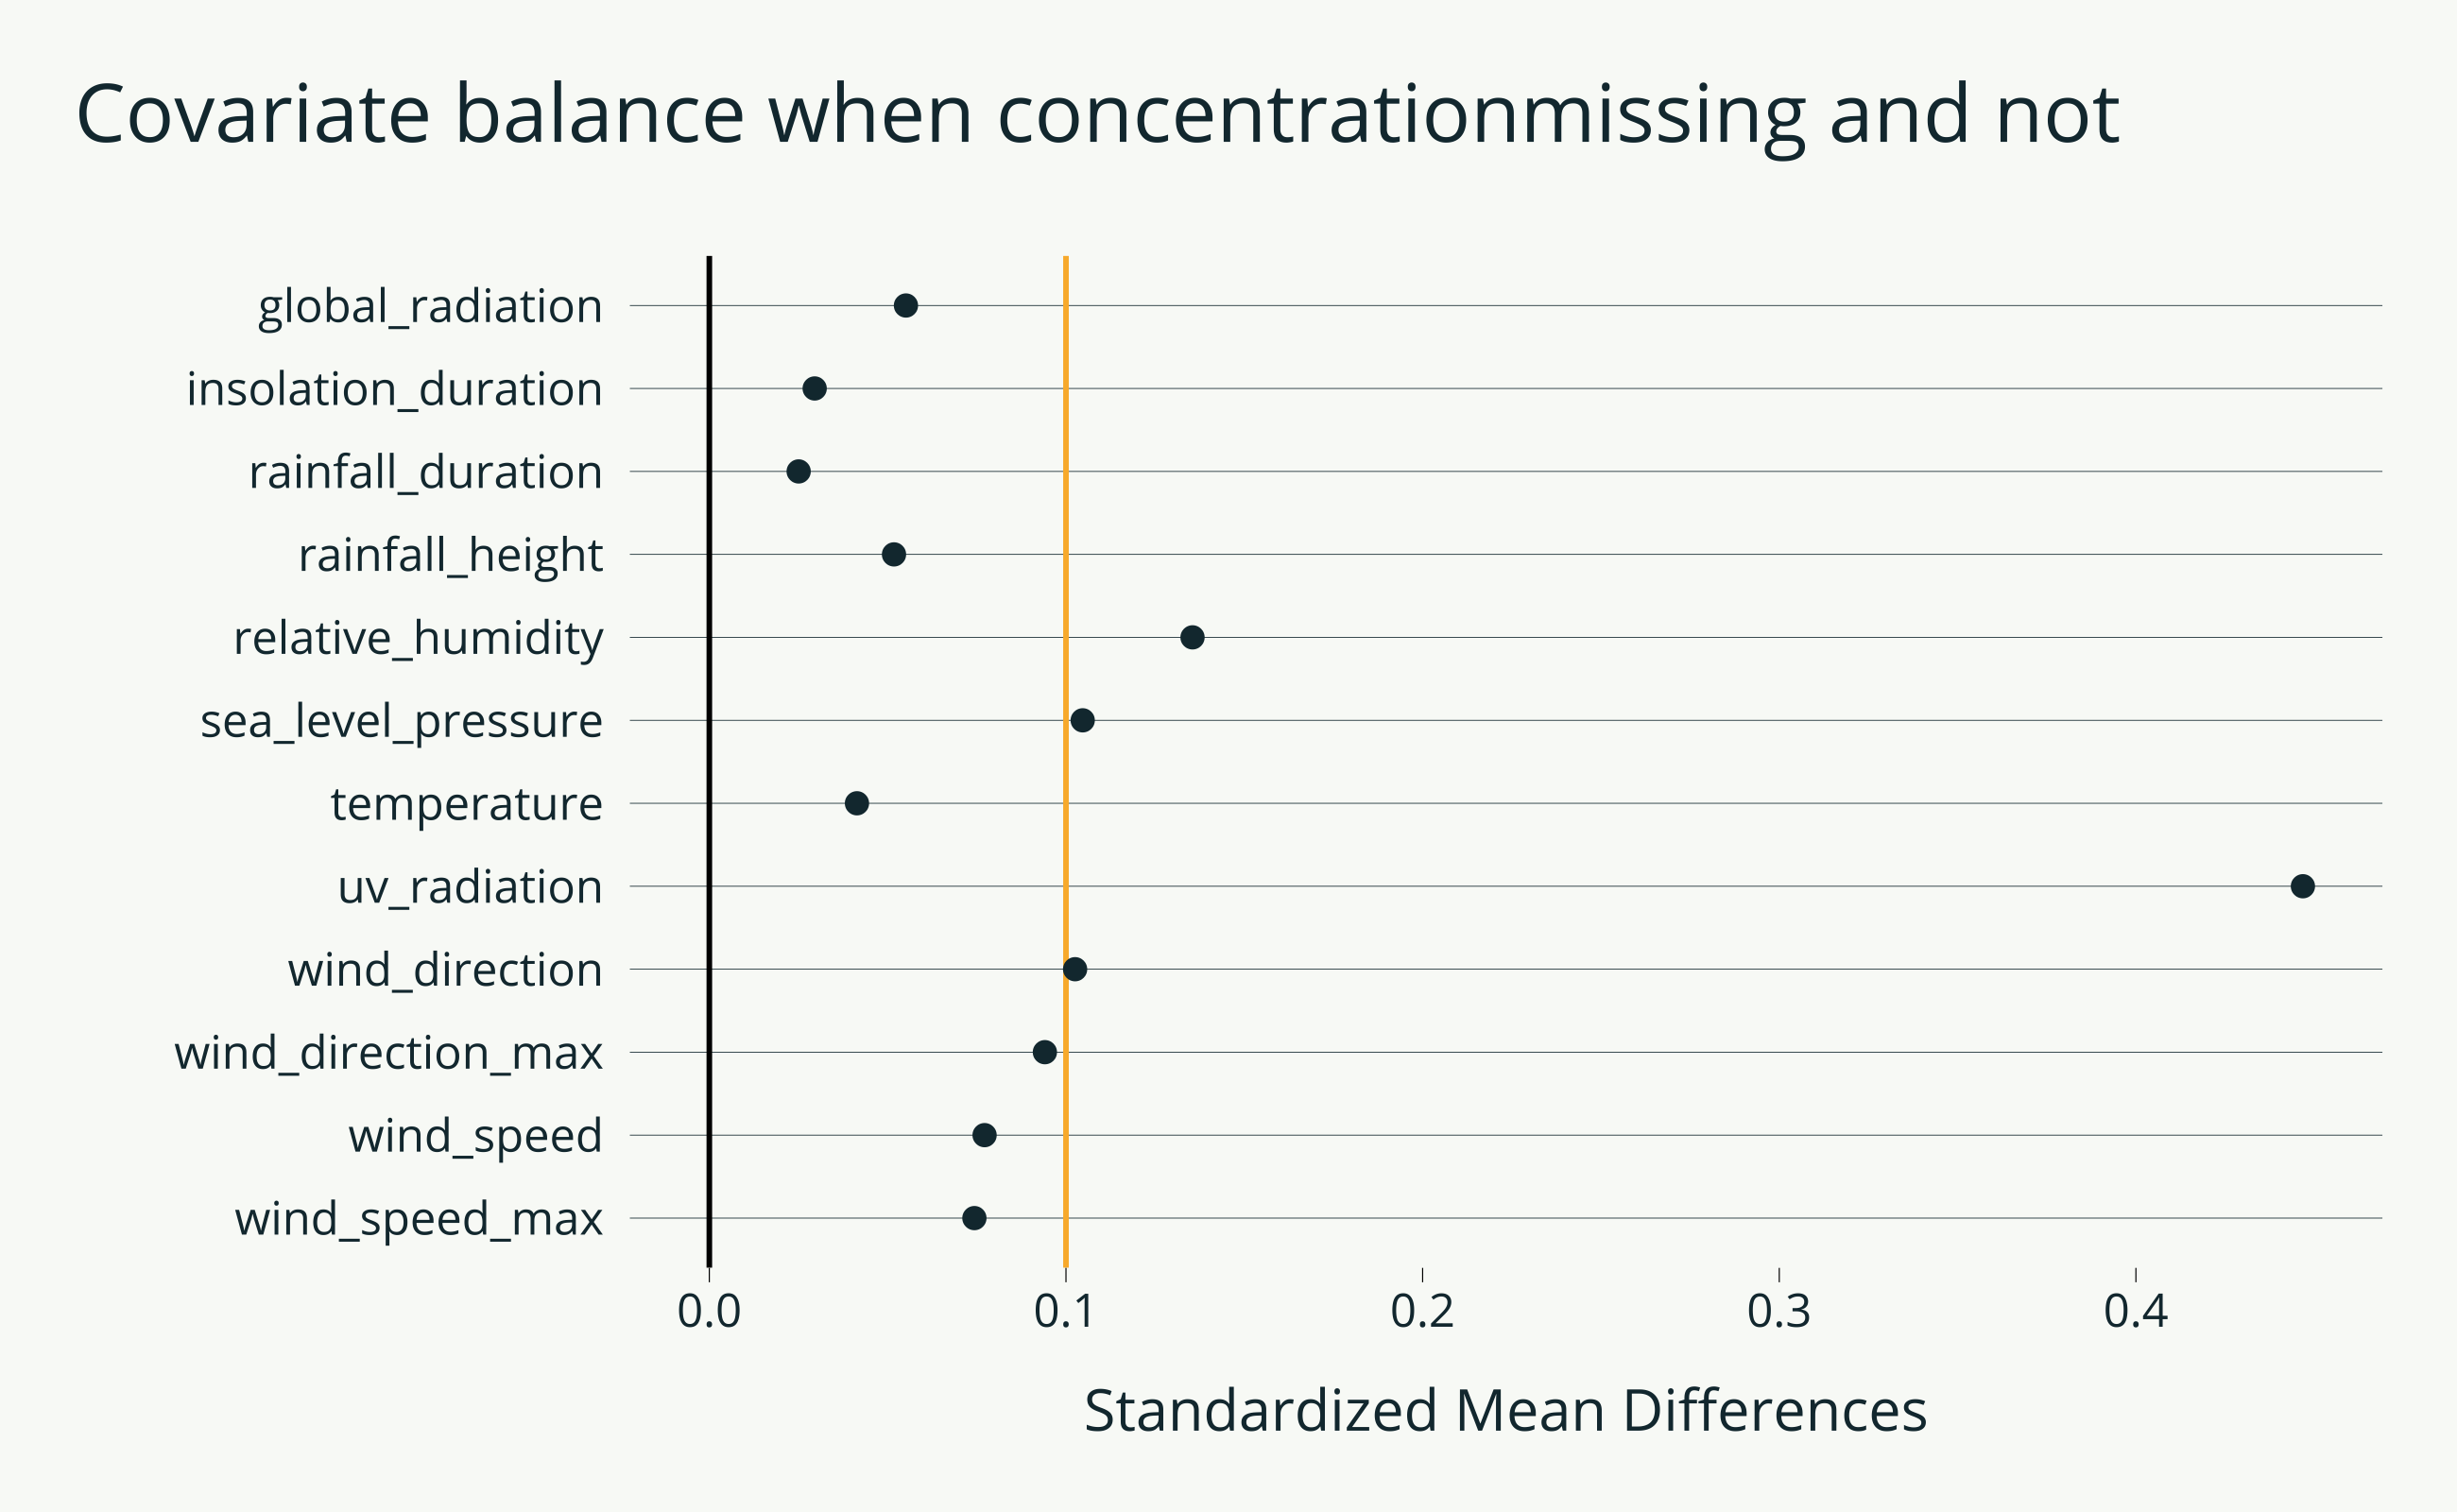 Covariate balance when concentrationmissing and not
global_radiation
insolation_duration
rainfall_duration
rainfall_height
relative_humidity
sea_level_pressure
temperature
uv_radiation
wind_direction
wind_direction_max
wind_speed
wind_speed_max
0.0 0.1 0.2 0.3 0.4
Standardized Mean Differences